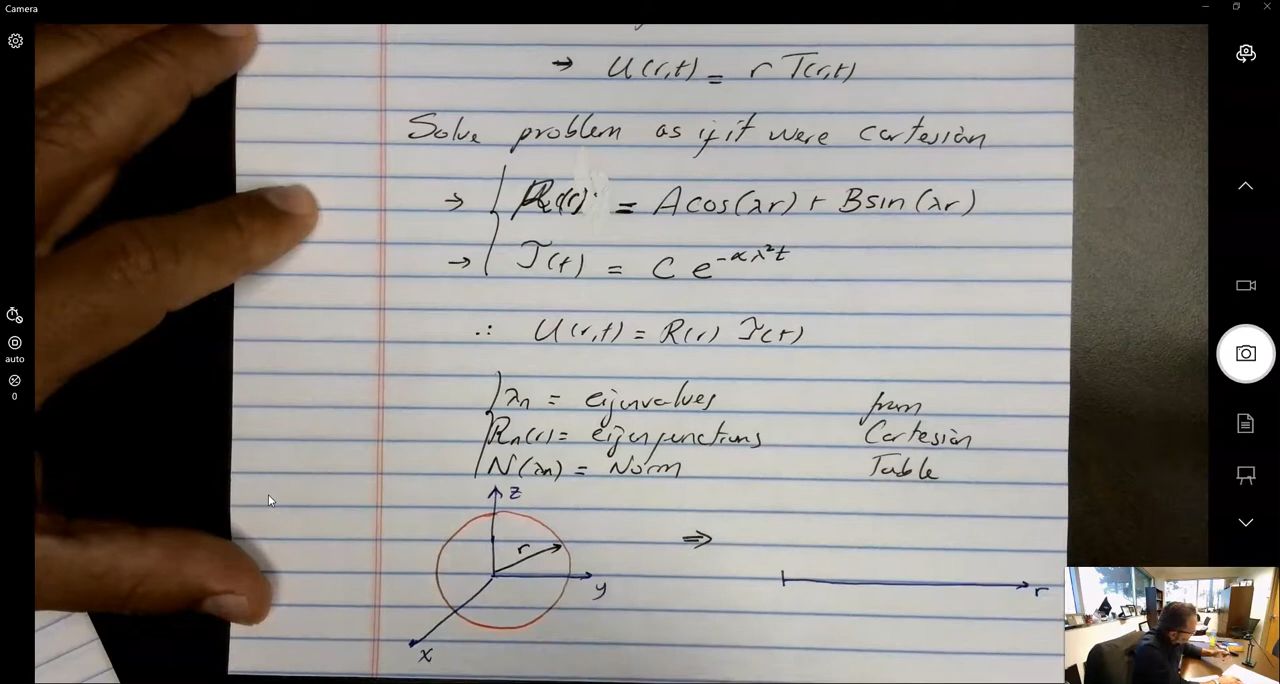 Camera
→ U(r,t) = r T(r,t)
Solve problem as if it were cartesian
→ R(r) = A cos(λr) + B sin(λr)
→ T(t) = C e^{-αλ²t}
∴ U(r,t) = R(r) T(t)
λn = eigenvalues from
Rn(r) = eigenfunctions Cartesian
N(λn) = Norm Table
z
r
⇒
y
r
x
auto
0